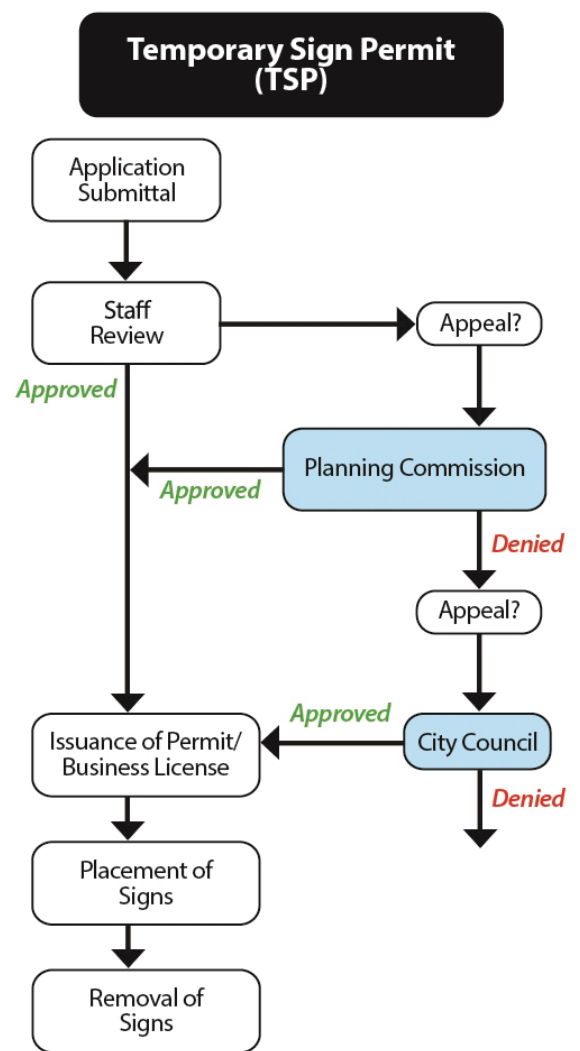 Temporary Sign Permit
(TSP)
Application
Submittal
Staff
Review
Appeal?
Approved
Planning Commission
Approved
Denied
Appeal?
Approved
Issuance of Permit/
Business License
City Council
Denied
Placement of
Signs
Removal of
Signs